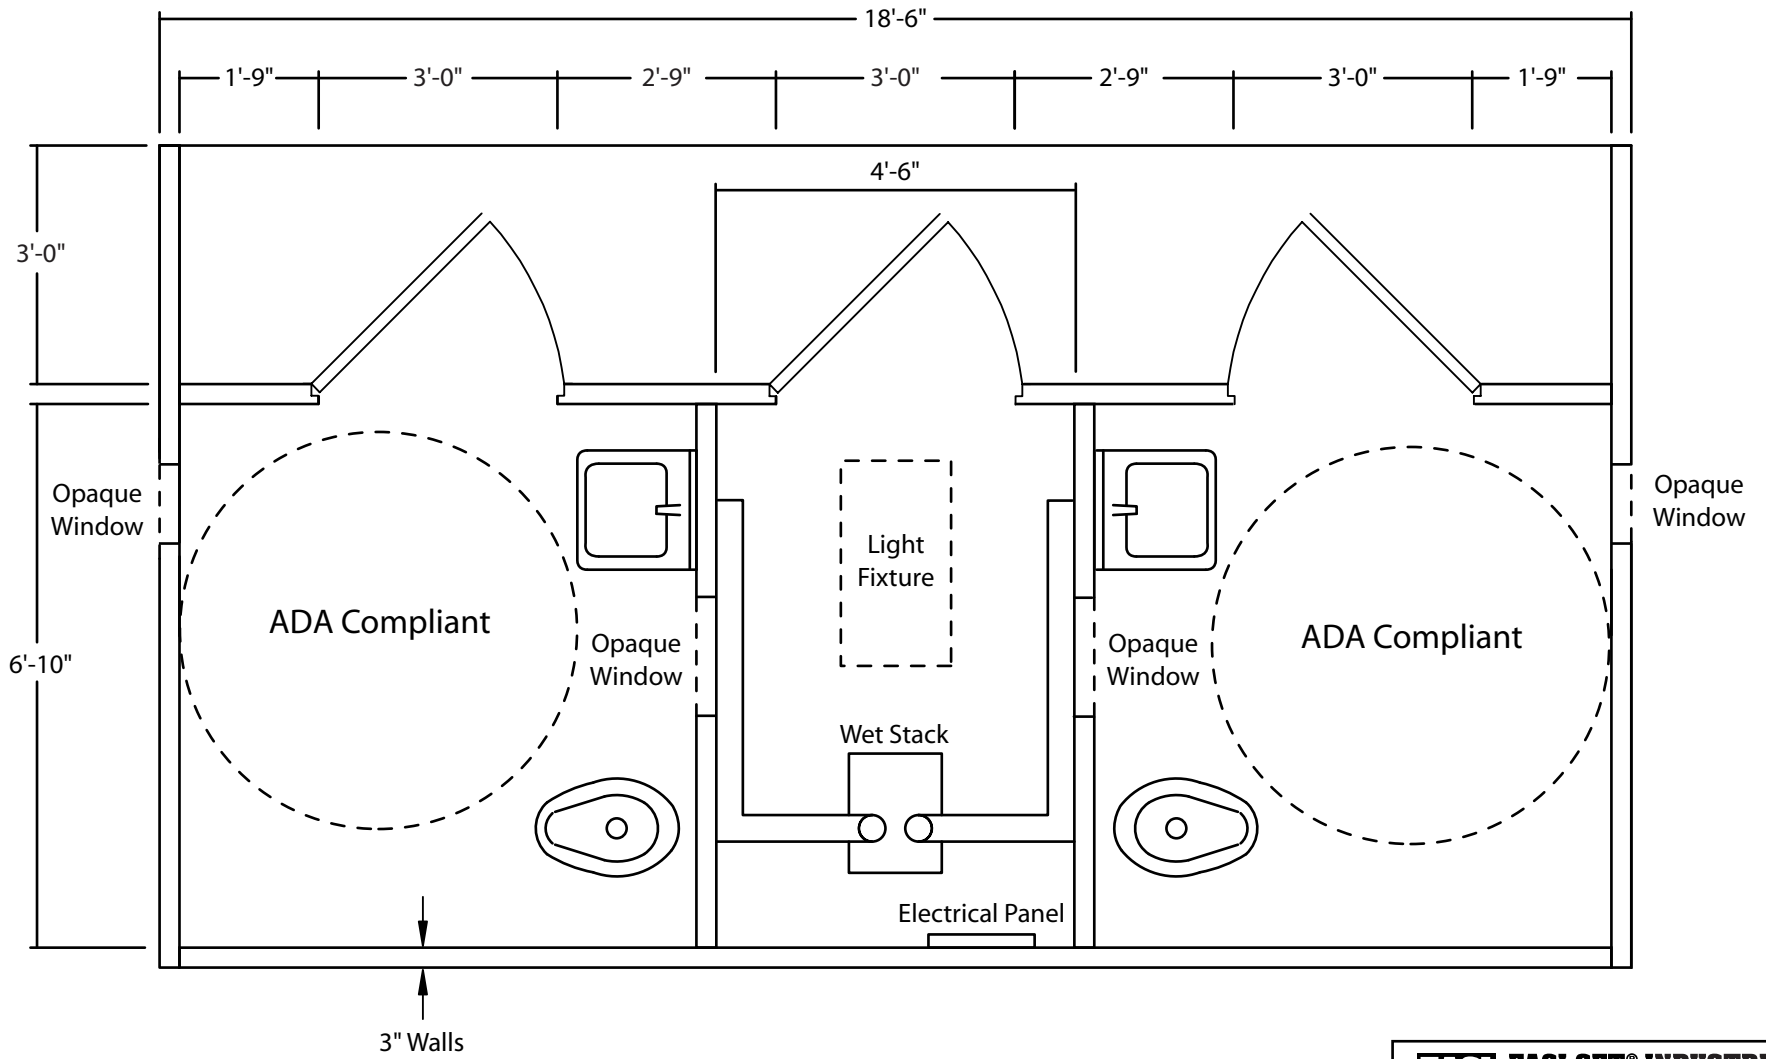 18'-6"
1'-9" 3'-0" 2'-9" 3'-0" 2'-9" 3'-0" 1'-9"
4'-6"
3'-0"
Opaque
Window
Opaque
Window
Light
Fixture
ADA Compliant
ADA Compliant
Opaque
Window
Opaque
Window
6'-10"
Wet Stack
Electrical Panel
3" Walls